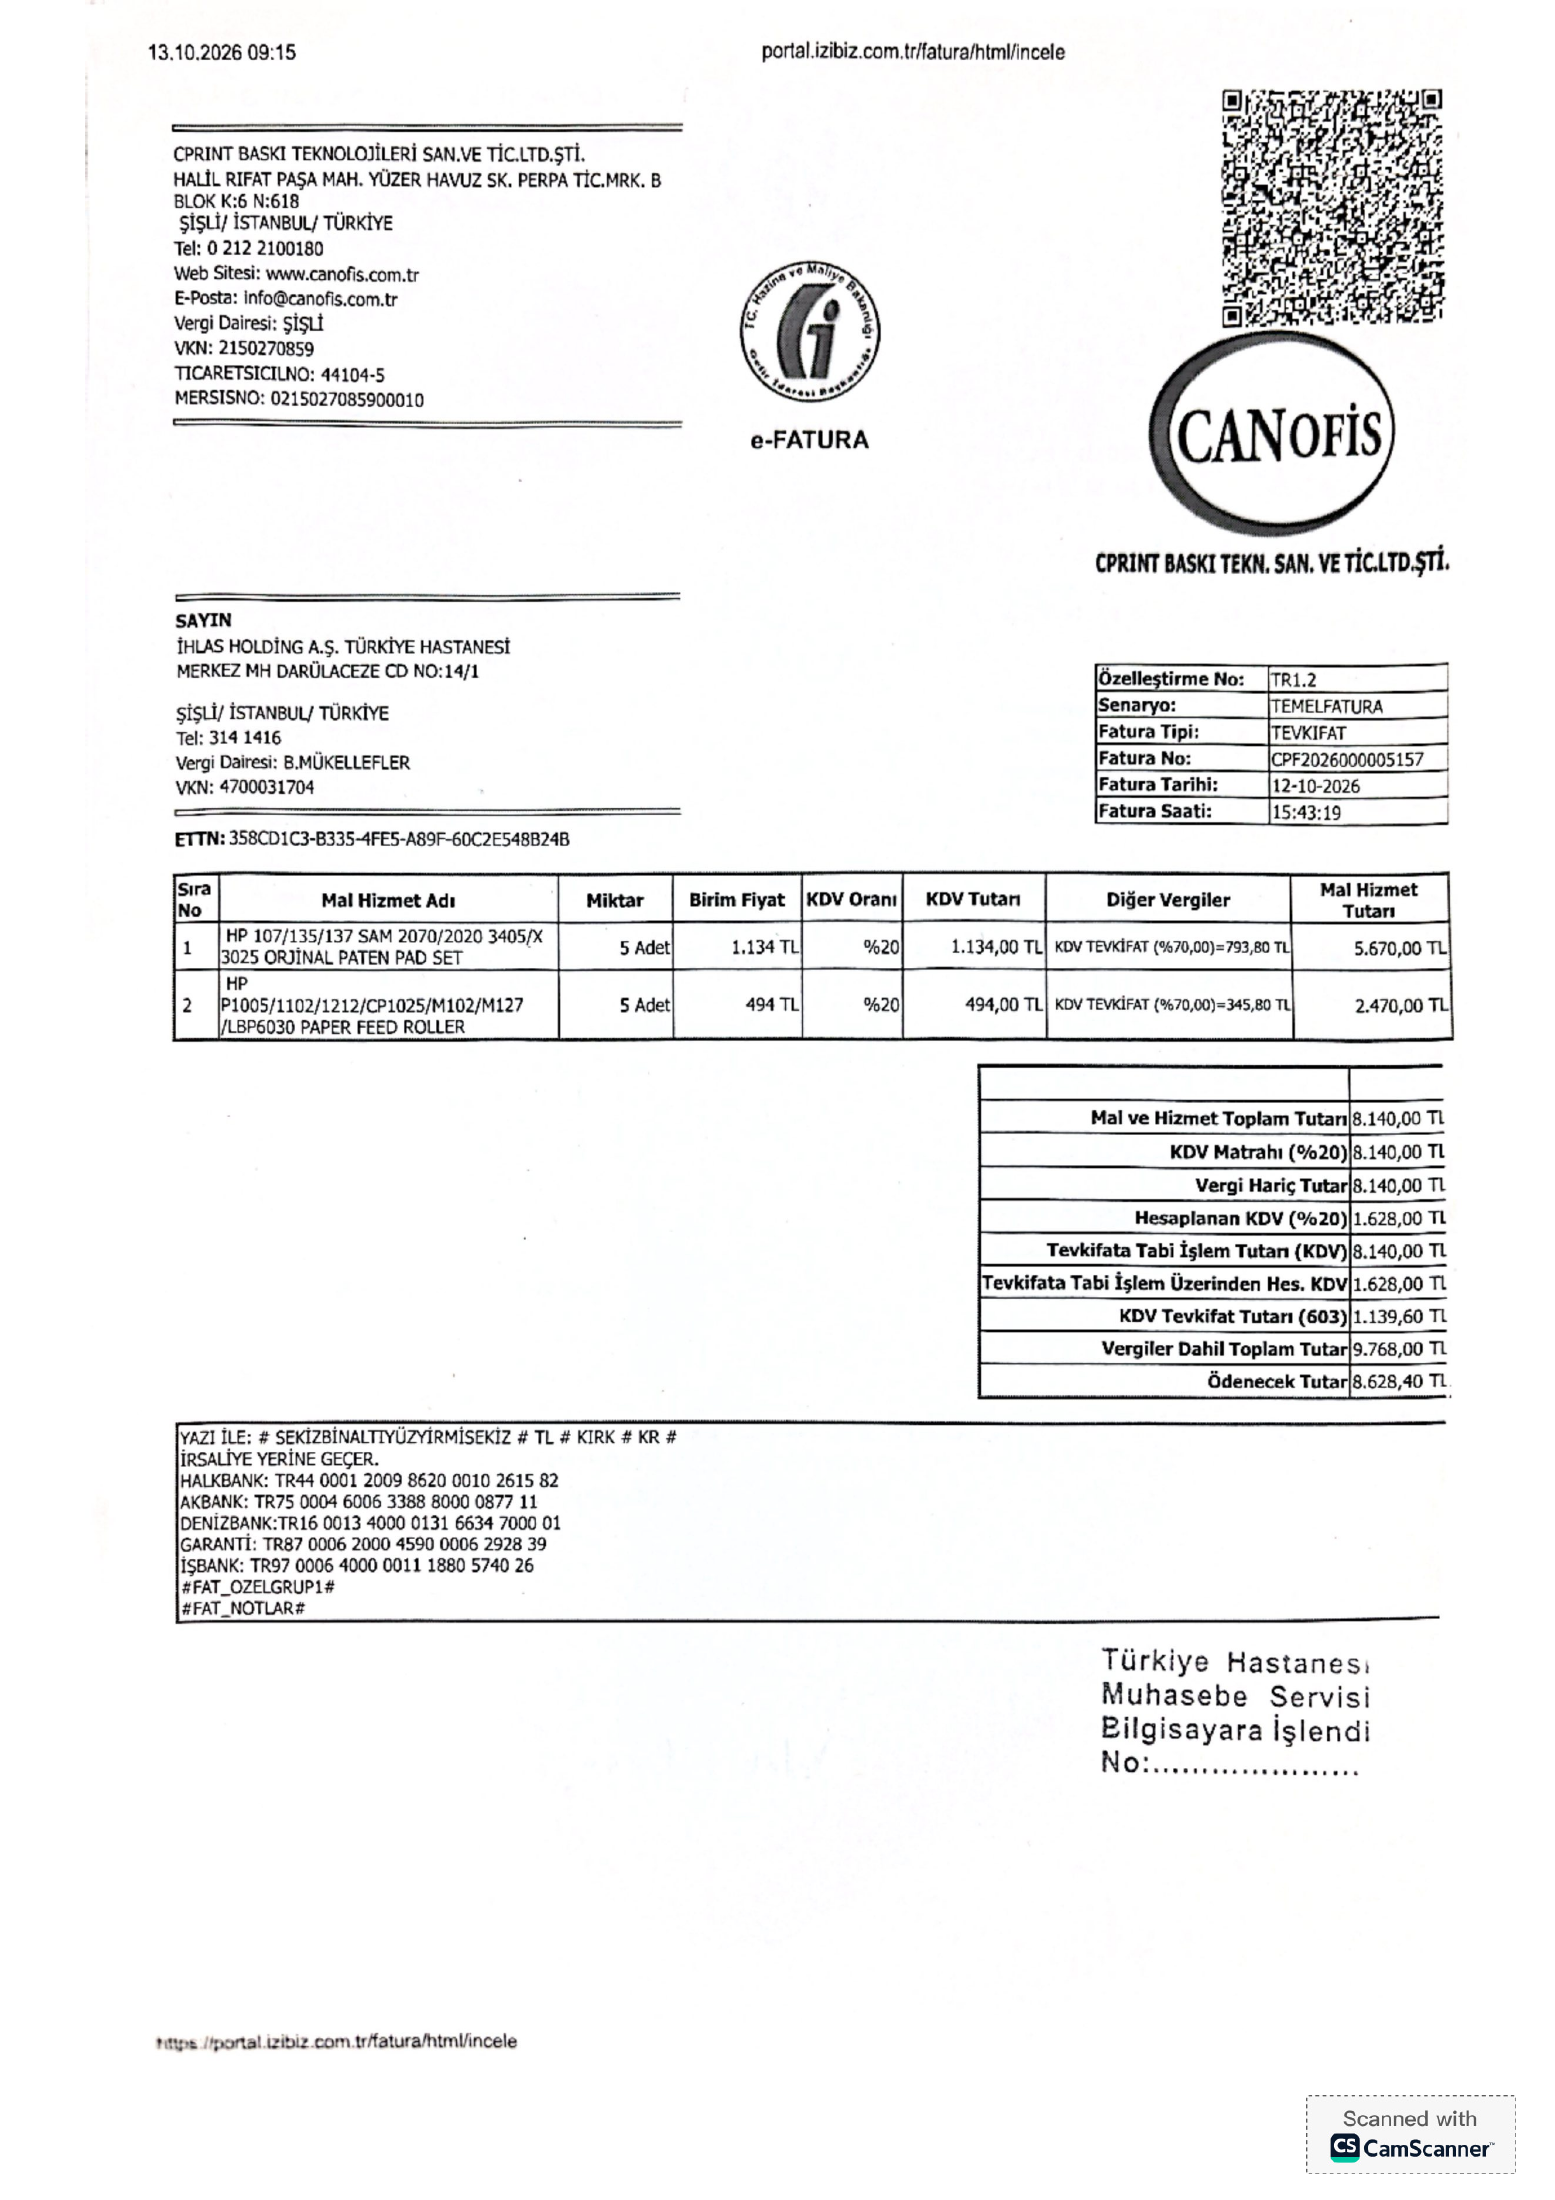 13.10.2026 09:15
portal.izibiz.com.tr/fatura/html/incele
CPRINT BASKI TEKNOLOJİLERİ SAN.VE TİC.LTD.ŞTİ.
HALİL RIFAT PAŞA MAH. YÜZER HAVUZ SK. PERPA TİC.MRK. B
BLOK K:6 N:618
ŞİŞLİ/ İSTANBUL/ TÜRKİYE
Tel: 0 212 2100180
Web Sitesi: www.canofis.com.tr
E-Posta: info@canofis.com.tr
Vergi Dairesi: ŞİŞLİ
VKN: 2150270859
TICARETSICILNO: 44104-5
MERSISNO: 0215027085900010
T.C. Hazine ve Maliye Bakanlığı
Gelir İdaresi Başkanlığı
e-FATURA
CANOFİS
CPRINT BASKI TEKN. SAN. VE TİC.LTD.ŞTİ.
SAYIN
İHLAS HOLDİNG A.Ş. TÜRKİYE HASTANESİ
MERKEZ MH DARÜLACEZE CD NO:14/1
ŞİŞLİ/ İSTANBUL/ TÜRKİYE
Tel: 314 1416
Vergi Dairesi: B.MÜKELLEFLER
VKN: 4700031704
Özelleştirme No: TR1.2
Senaryo: TEMELFATURA
Fatura Tipi: TEVKIFAT
Fatura No: CPF2026000005157
Fatura Tarihi: 12-10-2026
Fatura Saati: 15:43:19
ETTN: 358CD1C3-B335-4FE5-A89F-60C2E548B24B
Sıra No Mal Hizmet Adı Miktar Birim Fiyat KDV Oranı KDV Tutarı Diğer Vergiler Mal Hizmet Tutarı
1 HP 107/135/137 SAM 2070/2020 3405/X 3025 ORJİNAL PATEN PAD SET 5 Adet 1.134 TL %20 1.134,00 TL KDV TEVKİFAT (%70,00)=793,80 TL 5.670,00 TL
2 HP P1005/1102/1212/CP1025/M102/M127 /LBP6030 PAPER FEED ROLLER 5 Adet 494 TL %20 494,00 TL KDV TEVKİFAT (%70,00)=345,80 TL 2.470,00 TL
Mal ve Hizmet Toplam Tutarı 8.140,00 TL
KDV Matrahı (%20) 8.140,00 TL
Vergi Hariç Tutar 8.140,00 TL
Hesaplanan KDV (%20) 1.628,00 TL
Tevkifata Tabi İşlem Tutarı (KDV) 8.140,00 TL
Tevkifata Tabi İşlem Üzerinden Hes. KDV 1.628,00 TL
KDV Tevkifat Tutarı (603) 1.139,60 TL
Vergiler Dahil Toplam Tutar 9.768,00 TL
Ödenecek Tutar 8.628,40 TL
YAZI İLE: # SEKİZBİNALTIYÜZYİRMİSEKİZ # TL # KIRK # KR #
İRSALİYE YERİNE GEÇER.
HALKBANK: TR44 0001 2009 8620 0010 2615 82
AKBANK: TR75 0004 6006 3388 8000 0877 11
DENİZBANK:TR16 0013 4000 0131 6634 7000 01
GARANTİ: TR87 0006 2000 4590 0006 2928 39
İŞBANK: TR97 0006 4000 0011 1880 5740 26
#FAT_OZELGRUP1#
#FAT_NOTLAR#
Türkiye Hastanesi
Muhasebe Servisi
Bilgisayara İşlendi
No:.....................
https://portal.izibiz.com.tr/fatura/html/incele
Scanned with
CS CamScanner™